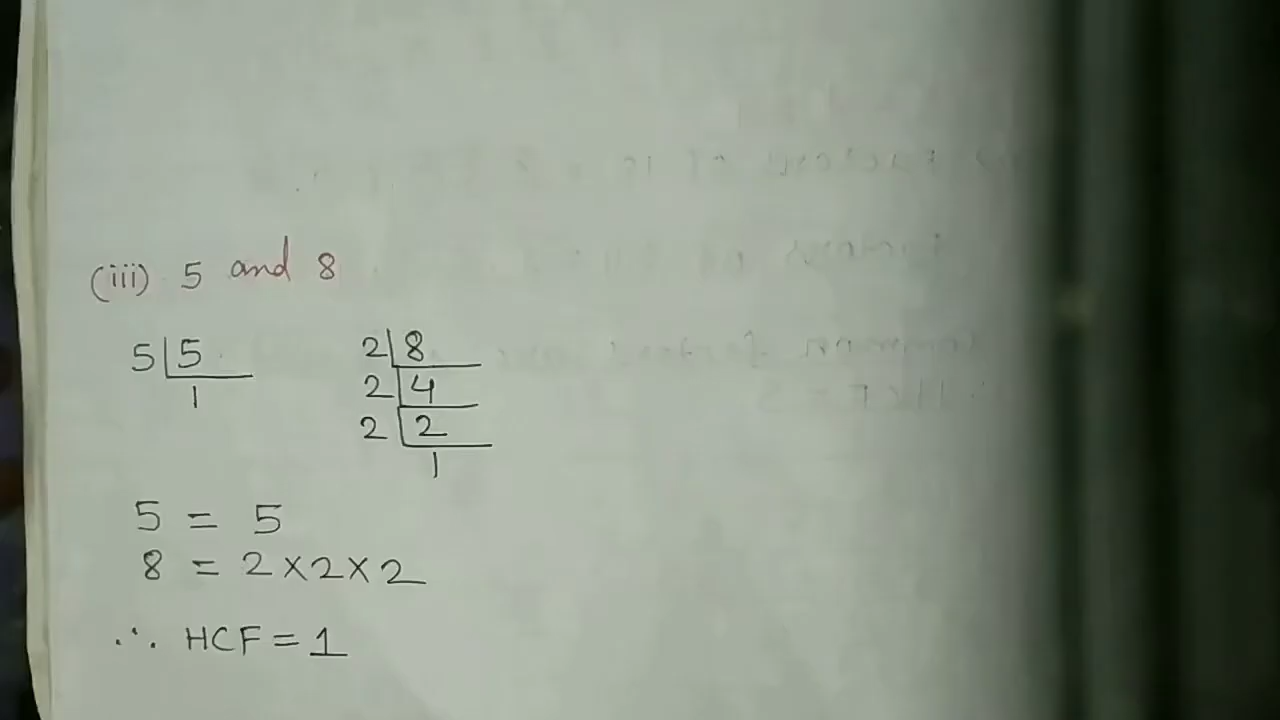 (iii) 5 and 8
5 5
1
2 8
2 4
2 2
1
5 = 5
8 = 2×2×2
∴ HCF = 1